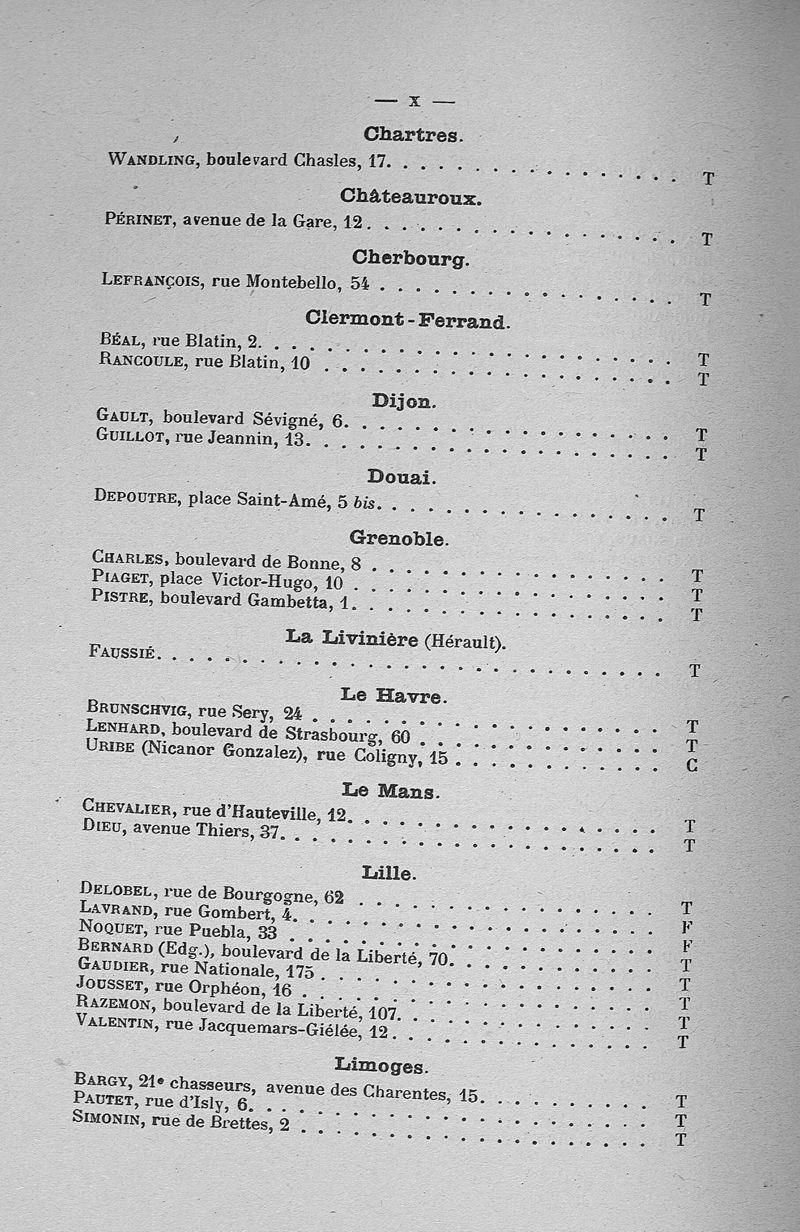 — X —
Chartres.
WANDLING, boulevard Chasles, 17. . . . . . . . . . . . . . . . . T
Châteauroux.
PÉRINET, avenue de la Gare, 12. . . . . . . . . . . . . . . . . . T
Cherbourg.
LEFRANÇOIS, rue Montebello, 54 . . . . . . . . . . . . . . . . . T
Clermont-Ferrand.
BÉAL, rue Blatin, 2. . . . . . . . . . . . . . . . . . . . . . . . T
RANCOULE, rue Blatin, 10 . . . . . . . . . . . . . . . . . . . . T
Dijon.
GAULT, boulevard Sévigné, 6. . . . . . . . . . . . . . . . . . . T
GUILLOT, rue Jeannin, 13. . . . . . . . . . . . . . . . . . . . . T
Douai.
DEPOUTRE, place Saint-Amé, 5 bis. . . . . . . . . . . . . . . . . T
Grenoble.
CHARLES, boulevard de Bonne, 8 . . . . . . . . . . . . . . . . . T
PIAGET, place Victor-Hugo, 10 . . . . . . . . . . . . . . . . . . T
PISTRE, boulevard Gambetta, 1. . . . . . . . . . . . . . . . . . T
La Livinière (Hérault).
FAUSSIÉ. . . . . . . . . . . . . . . . . . . . . . . . . . . . . . T
Le Havre.
BRUNSCHVIG, rue Sery, 24 . . . . . . . . . . . . . . . . . . . . T
LENHARD, boulevard de Strasbourg, 60 . . . . . . . . . . . . . . T
URIBE (Nicanor Gonzalez), rue Coligny, 15 . . . . . . . . . . . . C
Le Mans.
CHEVALIER, rue d'Hauteville, 12. . . . . . . . . . . . . . . . . T
DIEU, avenue Thiers, 37. . . . . . . . . . . . . . . . . . . . . T
Lille.
DELOBEL, rue de Bourgogne, 62 . . . . . . . . . . . . . . . . . T
LAVRAND, rue Gombert, 4. . . . . . . . . . . . . . . . . . . . . F
NOQUET, rue Puebla, 33 . . . . . . . . . . . . . . . . . . . . . F
BERNARD (Edg.), boulevard de la Liberté, 70. . . . . . . . . . . T
GAUDIER, rue Nationale, 175 . . . . . . . . . . . . . . . . . . . T
JOUSSET, rue Orphéon, 16 . . . . . . . . . . . . . . . . . . . . T
RAZEMON, boulevard de la Liberté, 107. . . . . . . . . . . . . . T
VALENTIN, rue Jacquemars-Giélée, 12. . . . . . . . . . . . . . . T
Limoges.
BARGY, 21e chasseurs, avenue des Charentes, 15. . . . . . . . . . T
PAUTET, rue d'Isly, 6. . . . . . . . . . . . . . . . . . . . . . . T
SIMONIN, rue de Brettes, 2 . . . . . . . . . . . . . . . . . . . T